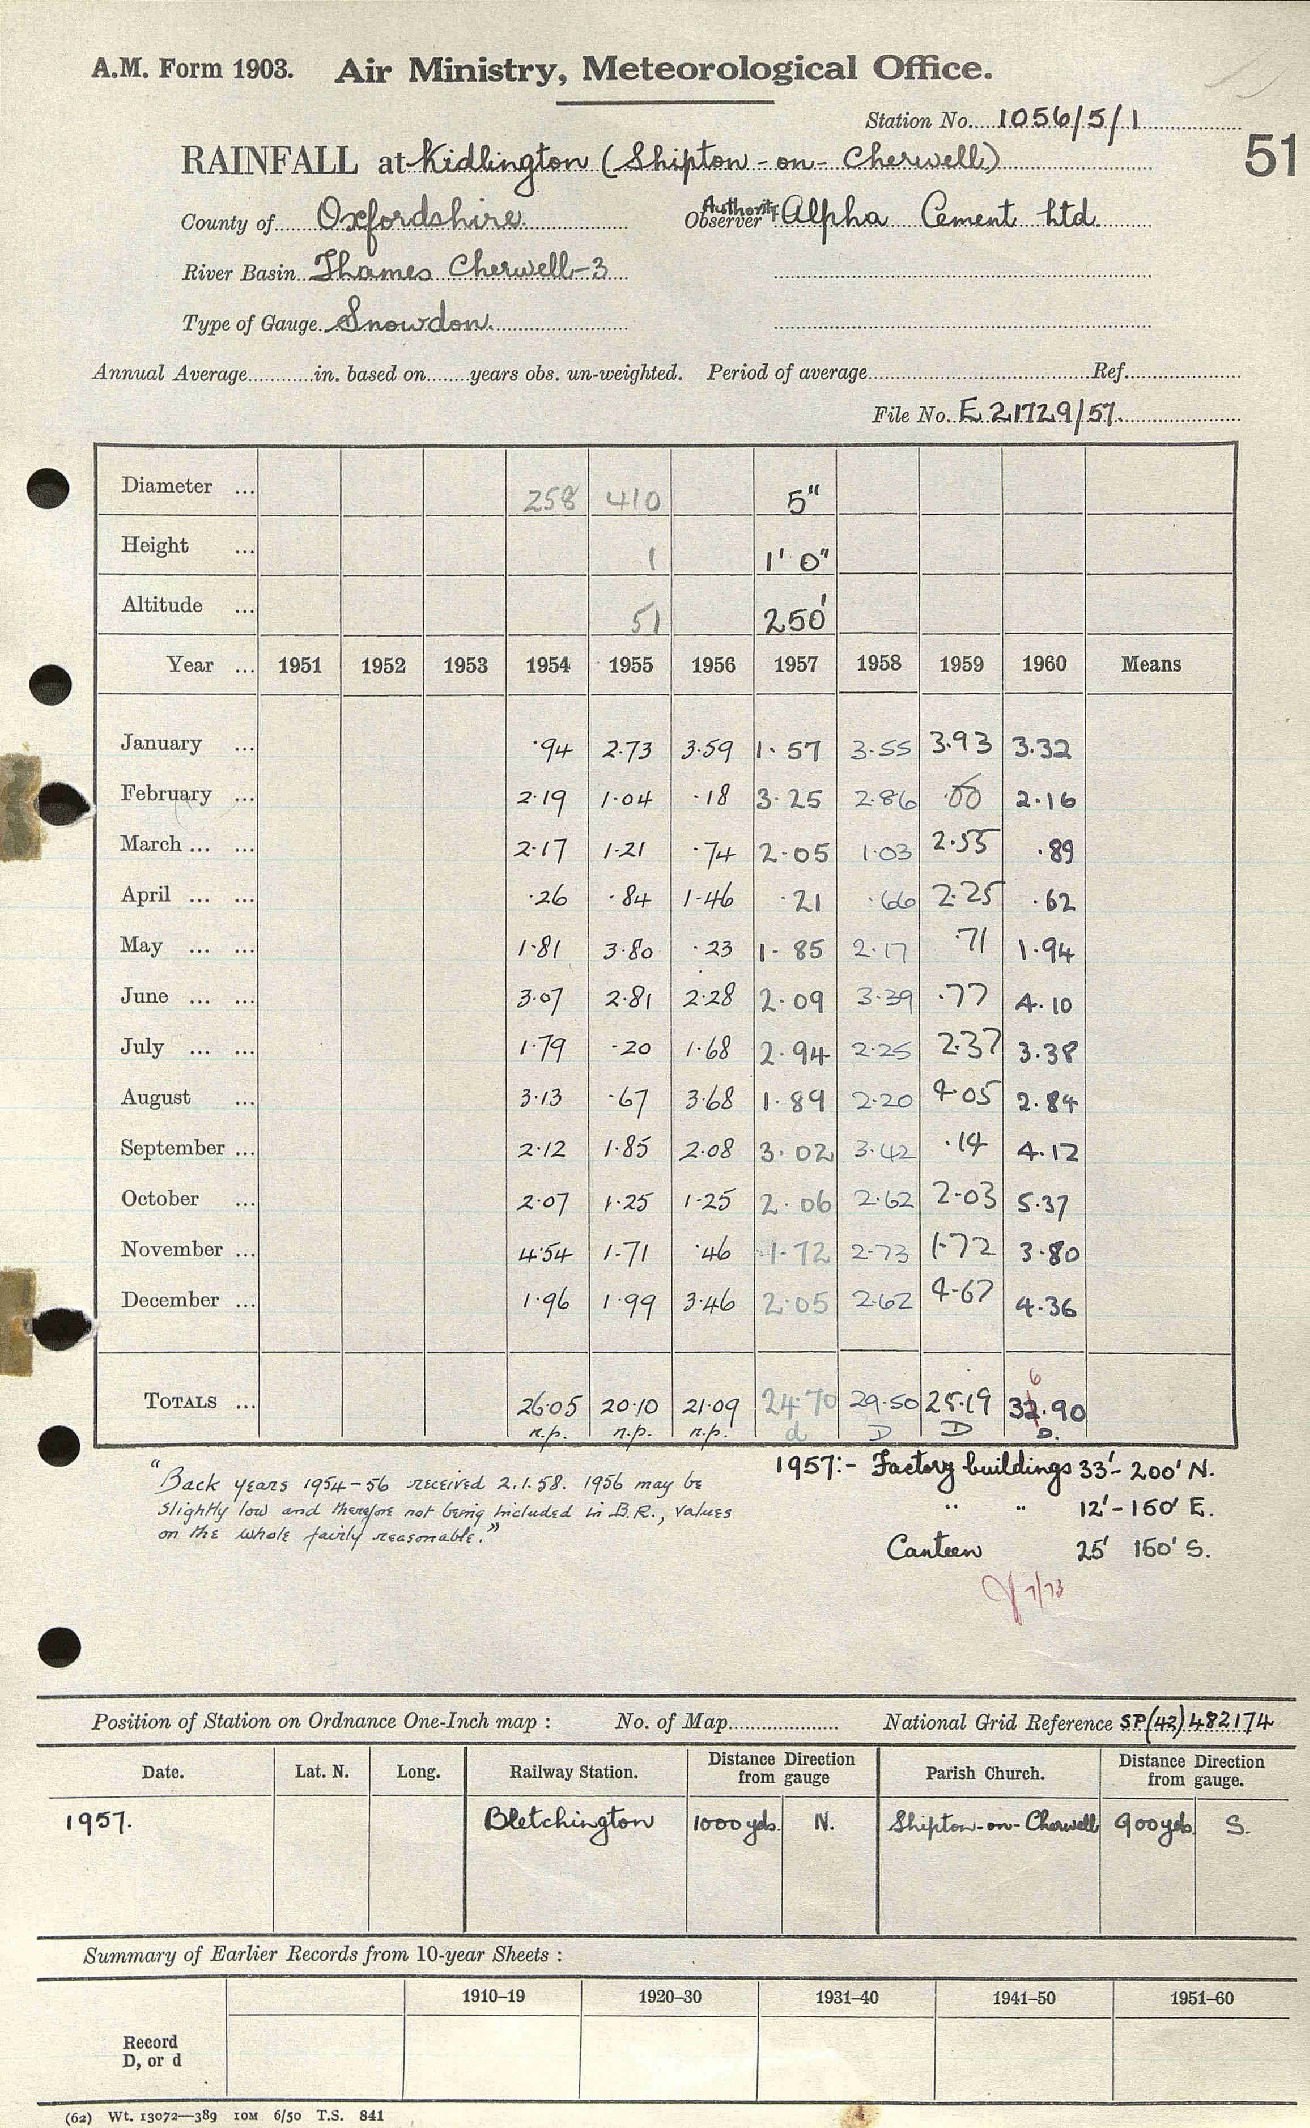 A.M. Form 1903. Air Ministry, Meteorological Office.
Station No. 1056/5/1
RAINFALL at Kidlington (Shipton-on-Cherwell)
51
County of Oxfordshire Authority Observer Alpha Cement Ltd.
River Basin Thames Cherwell-3
Type of Gauge Snowdon
Annual Average in. based on years obs. un-weighted. Period of average Ref.
File No. E 21729/57.
Diameter ... 258 410 5"
Height ... 1 1' 0"
Altitude ... 51 250'
Year ... 1951 1952 1953 1954 1955 1956 1957 1958 1959 1960 Means
January ... .94 2.73 3.59 1.57 3.55 3.93 3.32
February ... 2.19 1.04 .18 3.25 2.86 2.16
March ... ... 2.17 1.21 .74 2.05 1.03 2.55 .89
April ... ... .26 .84 1.46 .21 .66 2.25 .62
May ... ... 1.81 3.80 .23 1.85 2.17 .71 1.94
June ... ... 3.07 2.81 2.28 2.09 3.39 .77 4.10
July ... ... 1.79 .20 1.68 2.94 2.25 2.37 3.38
August ... 3.13 .67 3.68 1.89 2.20 4.05 2.84
September ... 2.12 1.85 2.08 3.02 3.42 .14 4.12
October ... 2.07 1.25 1.25 2.06 2.62 2.03 5.37
November ... 4.54 1.71 .46 1.72 2.73 1.72 3.80
December ... 1.96 1.99 3.46 2.05 2.62 4.67 4.36
6
TOTALS ... 26.05 20.10 21.09 24.70 29.50 25.19 32.90
n.p. n.p. n.p. d D D D.
"Back years 1954-56 received 2.1.58. 1956 may be
slightly low and therefore not being included in B.R., values
on the whole fairly reasonable."
1957:- Factory buildings 33'- 200' N.
" " 12'- 160' E.
Canteen 25' 150' S.
7/73
Position of Station on Ordnance One-Inch map : No. of Map National Grid Reference SP(42)482174
Date. Lat. N. Long. Railway Station. Distance Direction from gauge Parish Church. Distance Direction from gauge.
1957. Bletchington 1000 yds. N. Shipton-on-Cherwell 900 yds. S.
Summary of Earlier Records from 10-year Sheets :
1910–19 1920–30 1931–40 1941–50 1951–60
Record
D, or d
(62) Wt. 13072—389 10M 6/50 T.S. 841